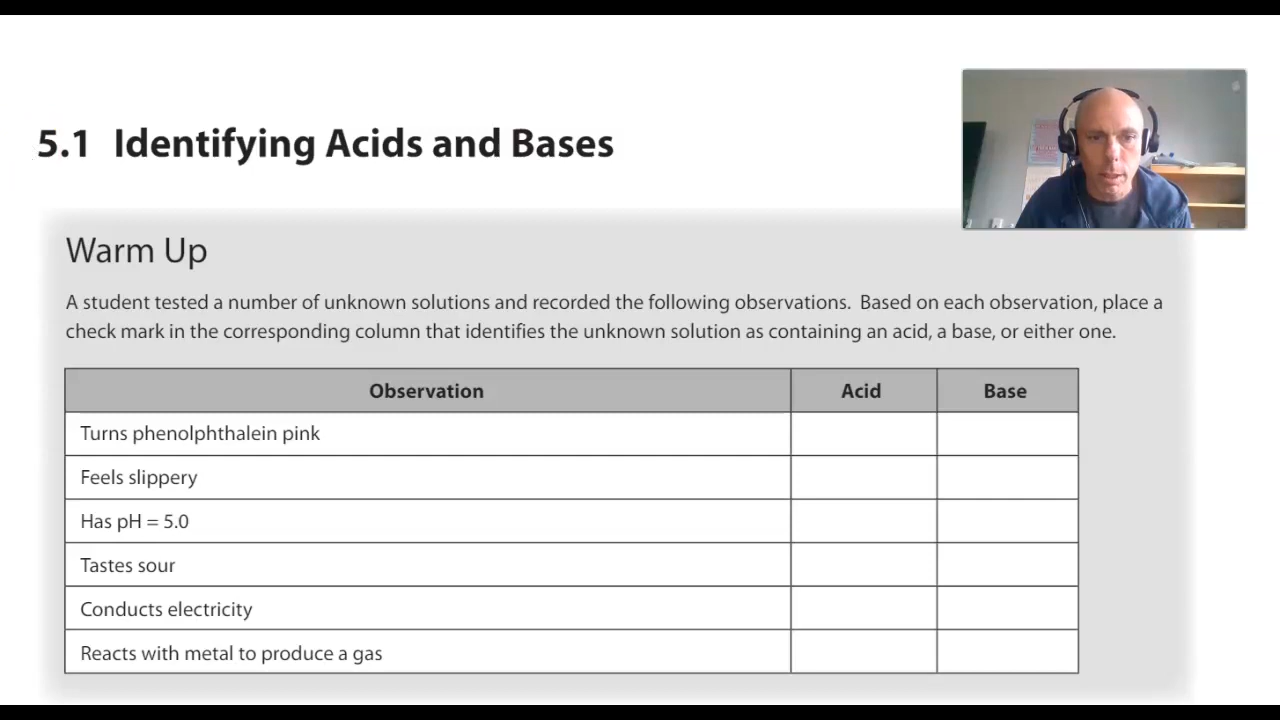 5.1 Identifying Acids and Bases
Warm Up
A student tested a number of unknown solutions and recorded the following observations. Based on each observation, place a
check mark in the corresponding column that identifies the unknown solution as containing an acid, a base, or either one.
Observation Acid Base
Turns phenolphthalein pink
Feels slippery
Has pH = 5.0
Tastes sour
Conducts electricity
Reacts with metal to produce a gas